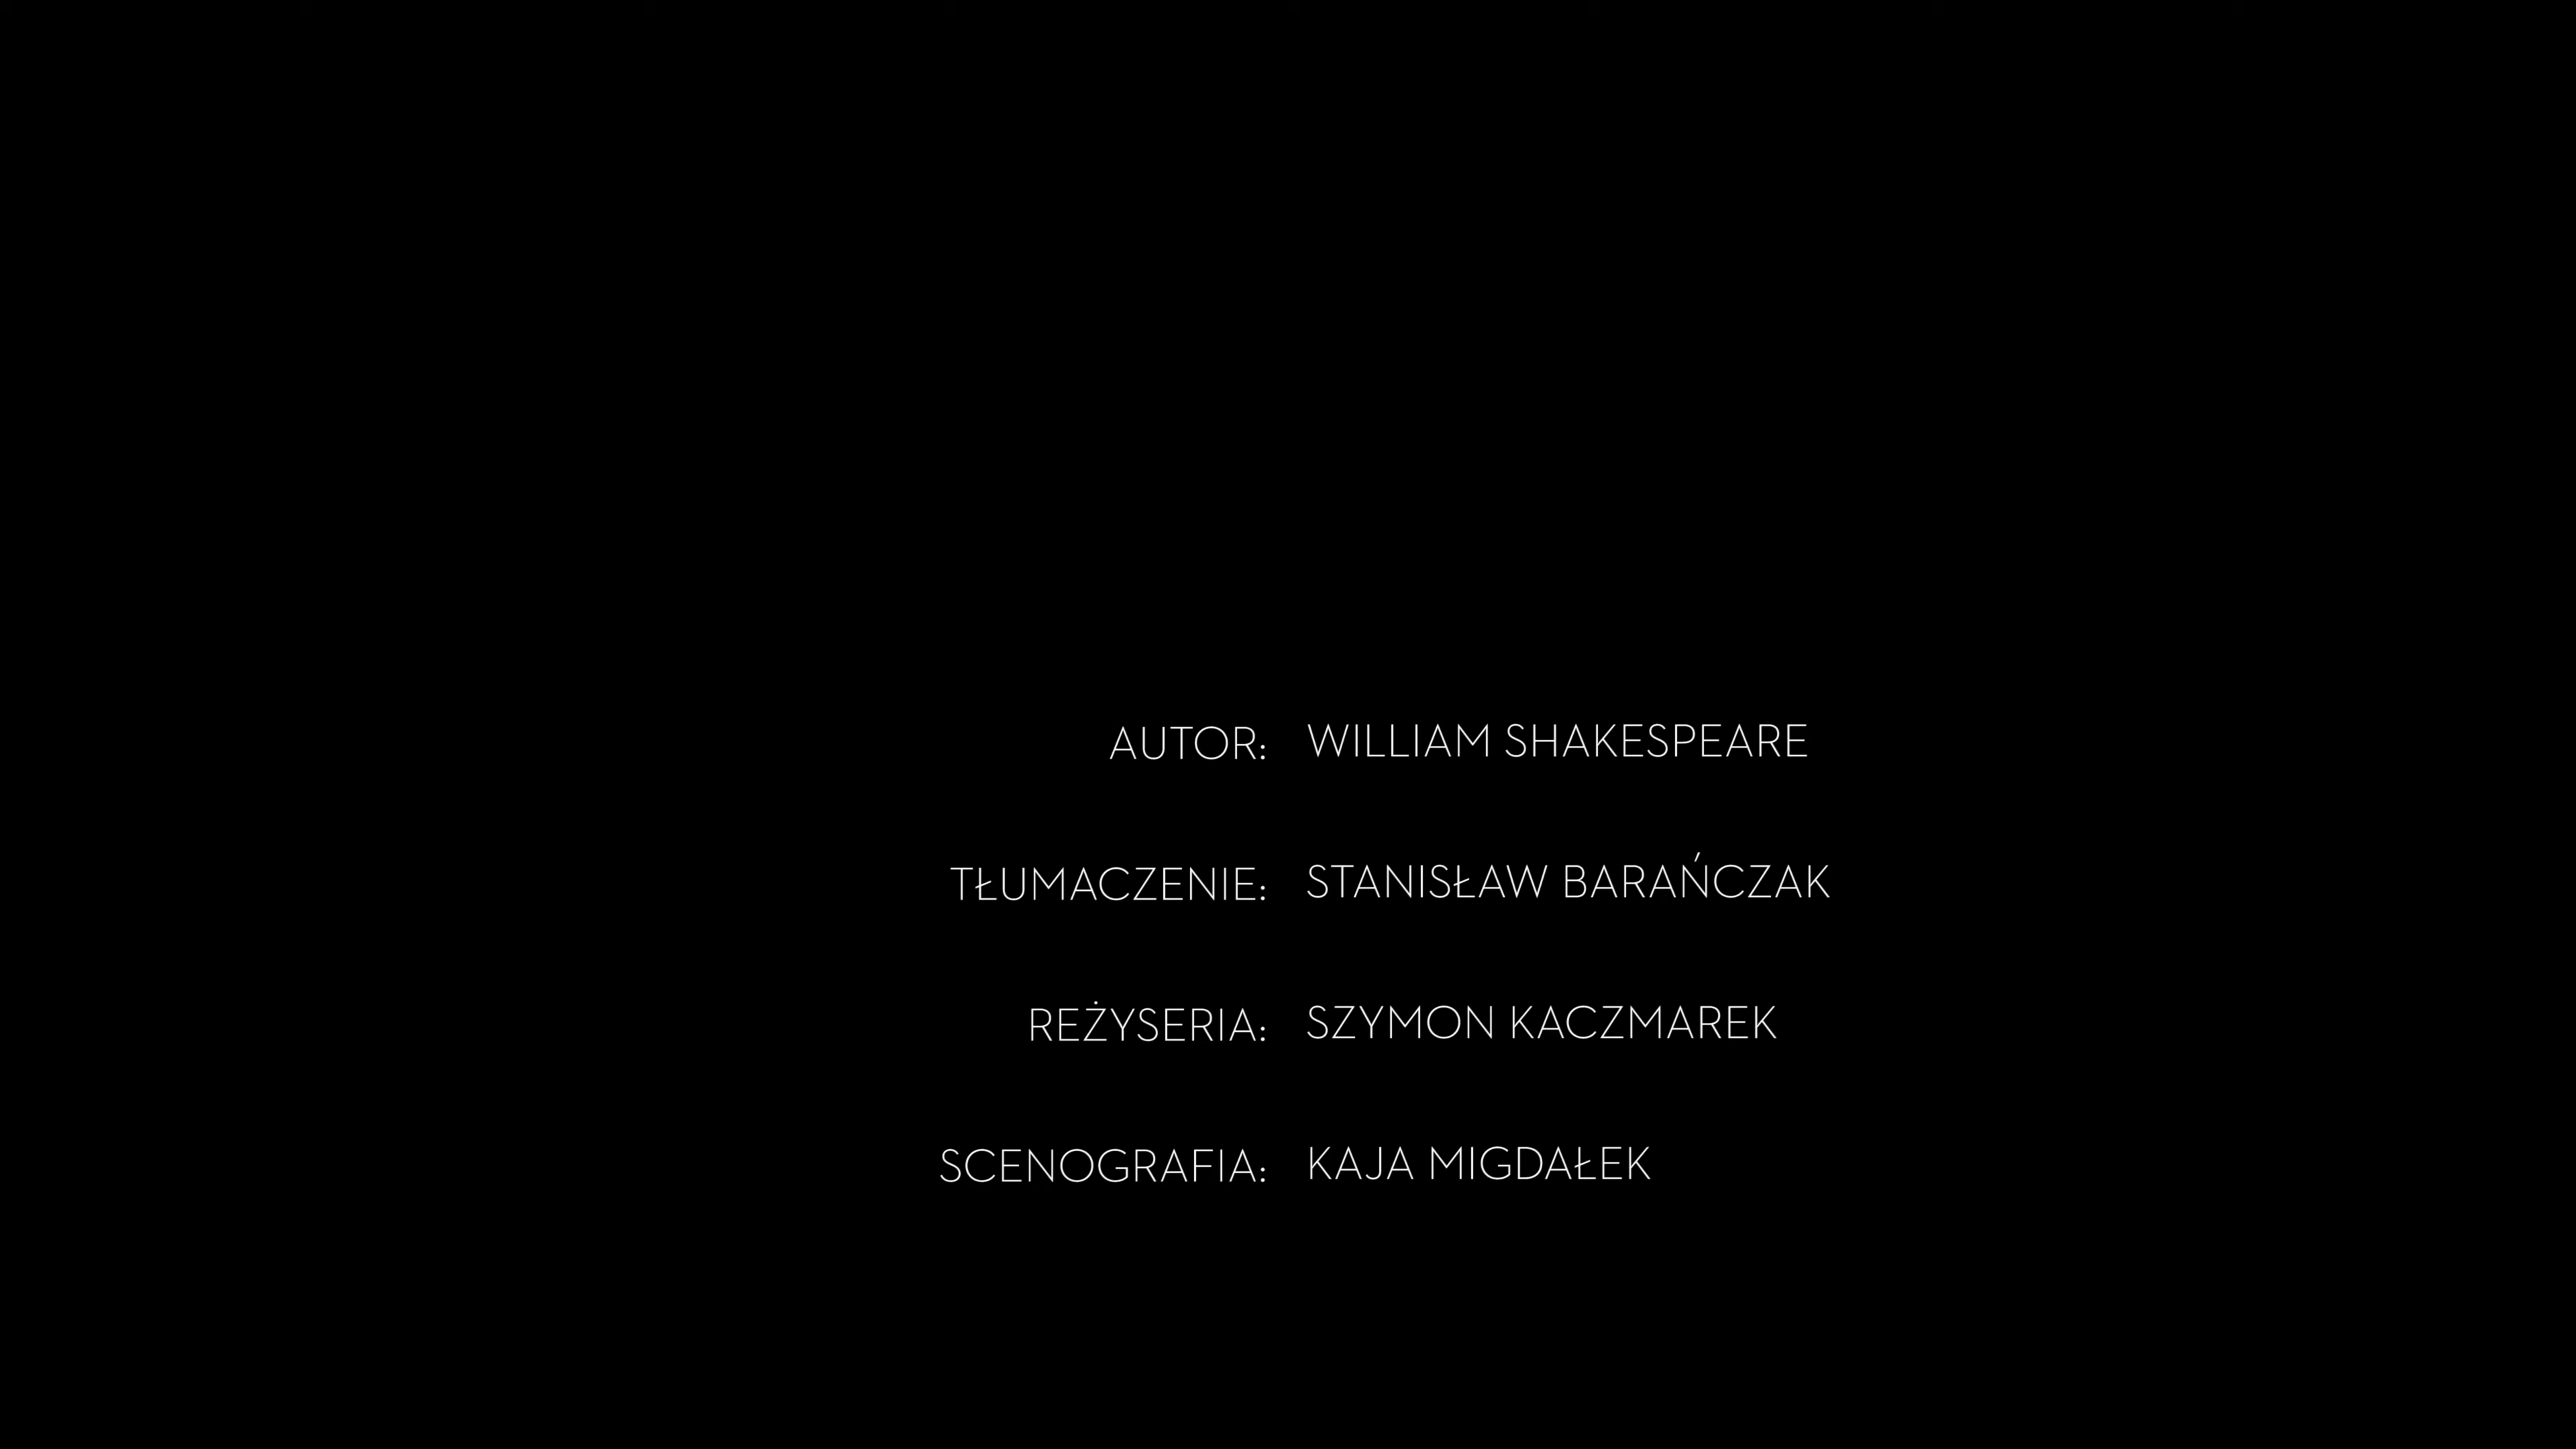 AUTOR: WILLIAM SHAKESPEARE
TŁUMACZENIE: STANISŁAW BARAŃCZAK
REŻYSERIA: SZYMON KACZMAREK
SCENOGRAFIA: KAJA MIGDAŁEK